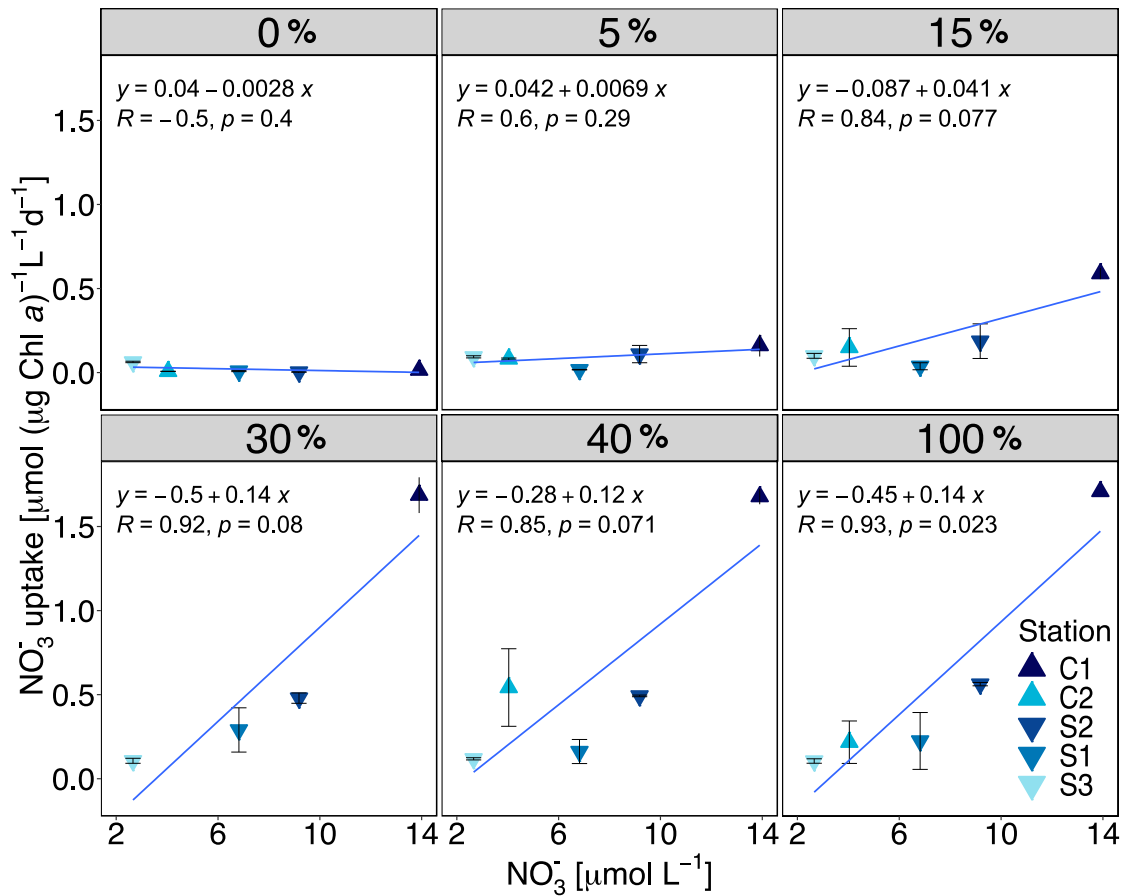 0 %
5 %
15 %
y = 0.04 − 0.0028 x
R = − 0.5, p = 0.4
y = 0.042 + 0.0069 x
R = 0.6, p = 0.29
y = − 0.087 + 0.041 x
R = 0.84, p = 0.077
1.5
1.0
0.5
0.0
30 %
40 %
100 %
y = − 0.5 + 0.14 x
R = 0.92, p = 0.08
y = − 0.28 + 0.12 x
R = 0.85, p = 0.071
y = − 0.45 + 0.14 x
R = 0.93, p = 0.023
1.5
1.0
0.5
0.0
Station
C1
C2
S2
S1
S3
2 6 10 14
2 6 10 14
2 6 10 14
NO₃⁻ [µmol L⁻¹]
NO₃⁻ uptake [µmol (µg Chl a)⁻¹L⁻¹d⁻¹]